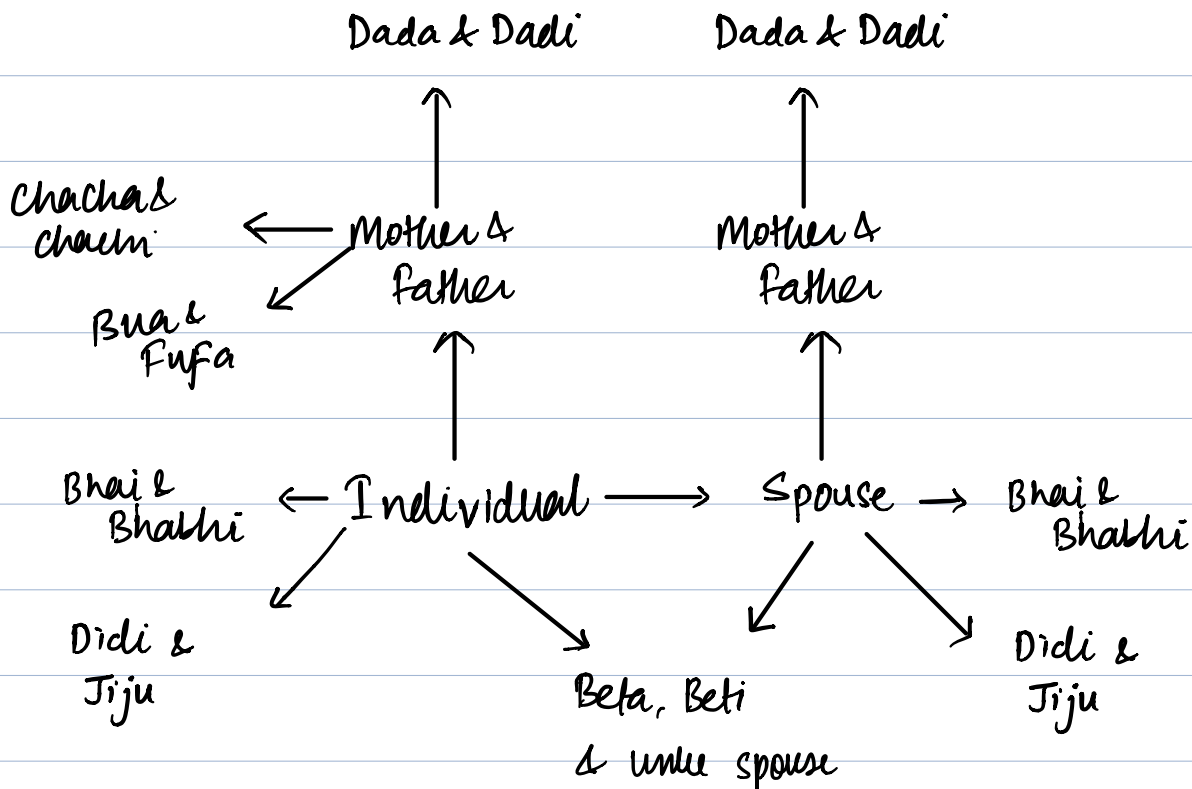 Dada & Dadi
Dada & Dadi
Chacha &
Chachi
Mother &
Father
Mother &
Father
Bua &
Fufa
Bhai &
Bhabhi
Individual
Spouse
Bhai &
Bhabhi
Didi &
Jiju
Beta, Beti
& unke spouse
Didi &
Jiju